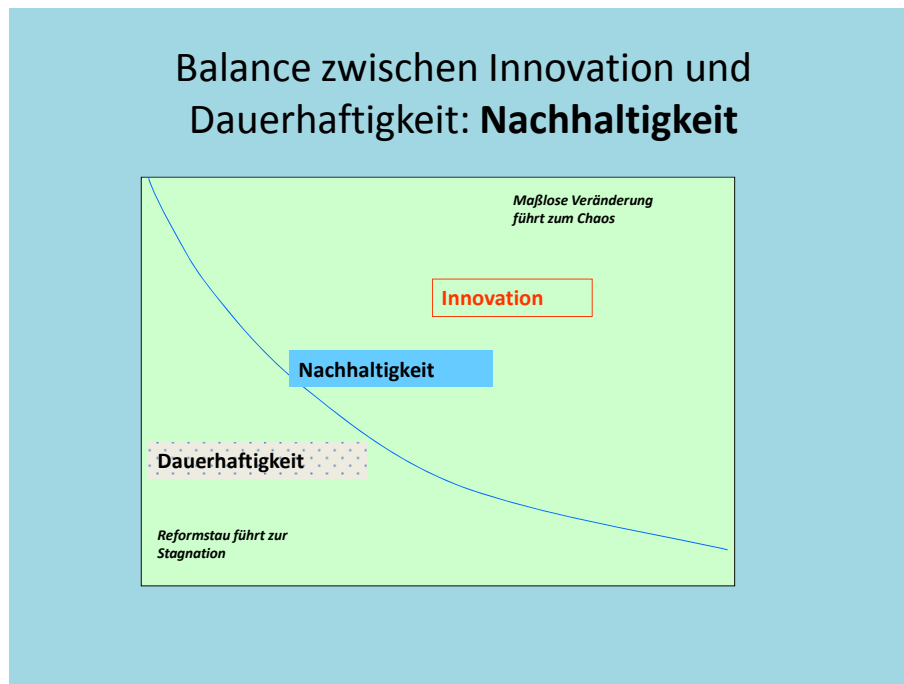 Balance zwischen Innovation und
Dauerhaftigkeit: Nachhaltigkeit
Maßlose Veränderung
führt zum Chaos
Innovation
Nachhaltigkeit
Dauerhaftigkeit
Reformstau führt zur
Stagnation